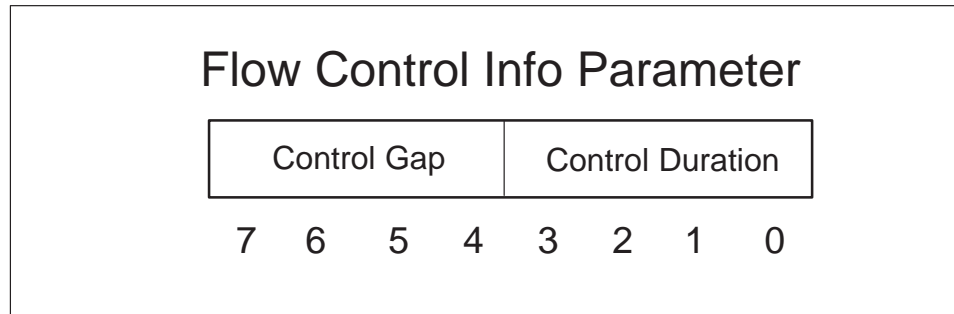 Flow Control Info Parameter
Control Gap Control Duration
7 6 5 4 3 2 1 0